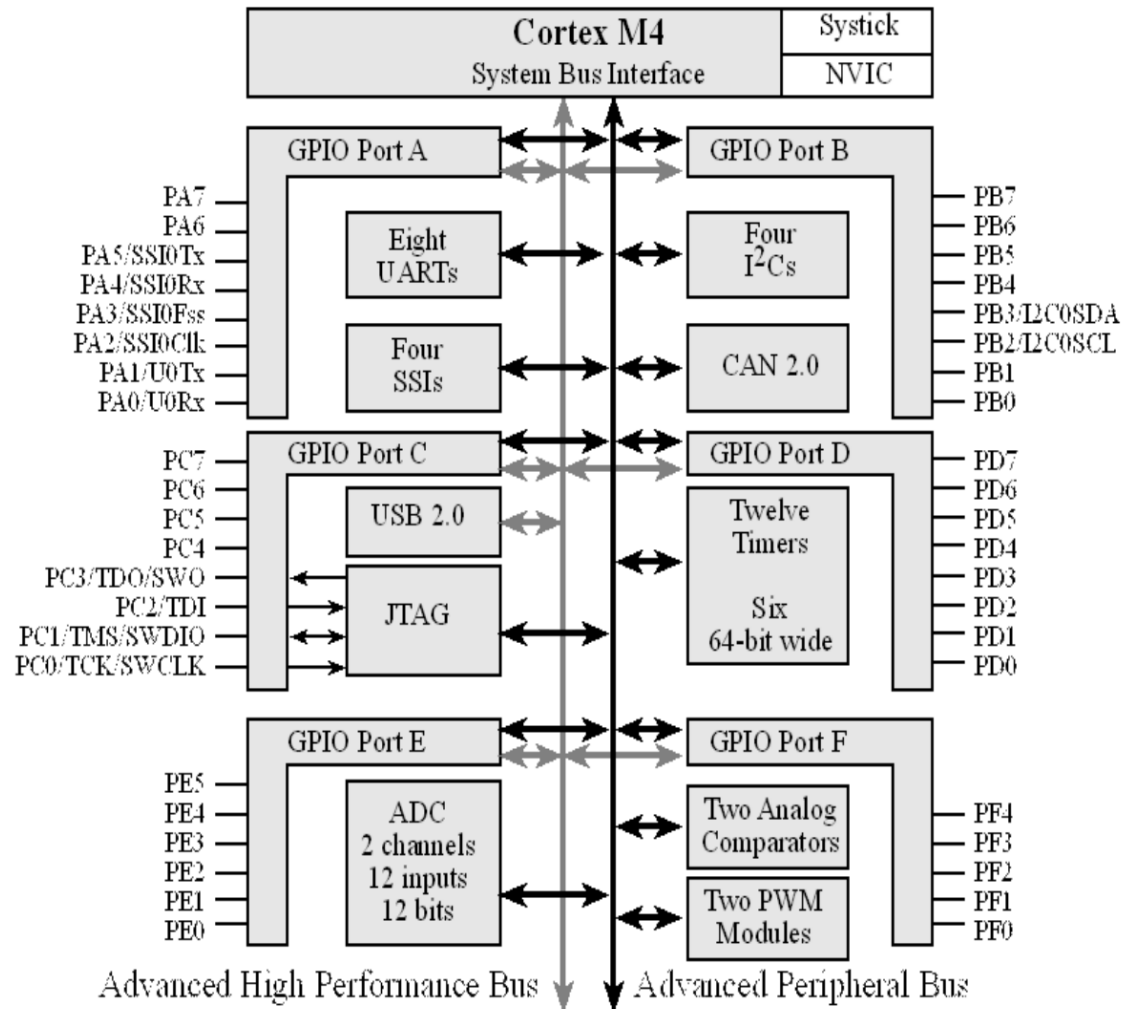 Cortex M4
System Bus Interface
Systick
NVIC
GPIO Port A
PA7
PA6
PA5/SSI0Tx
PA4/SSI0Rx
PA3/SSI0Fss
PA2/SSI0Clk
PA1/U0Tx
PA0/U0Rx
Eight
UARTs
Four
SSIs
GPIO Port B
Four
I²Cs
CAN 2.0
PB7
PB6
PB5
PB4
PB3/I2C0SDA
PB2/I2C0SCL
PB1
PB0
GPIO Port C
PC7
PC6
PC5
PC4
PC3/TDO/SWO
PC2/TDI
PC1/TMS/SWDIO
PC0/TCK/SWCLK
USB 2.0
JTAG
GPIO Port D
Twelve
Timers
Six
64-bit wide
PD7
PD6
PD5
PD4
PD3
PD2
PD1
PD0
GPIO Port E
PE5
PE4
PE3
PE2
PE1
PE0
ADC
2 channels
12 inputs
12 bits
GPIO Port F
Two Analog
Comparators
Two PWM
Modules
PF4
PF3
PF2
PF1
PF0
Advanced High Performance Bus
Advanced Peripheral Bus